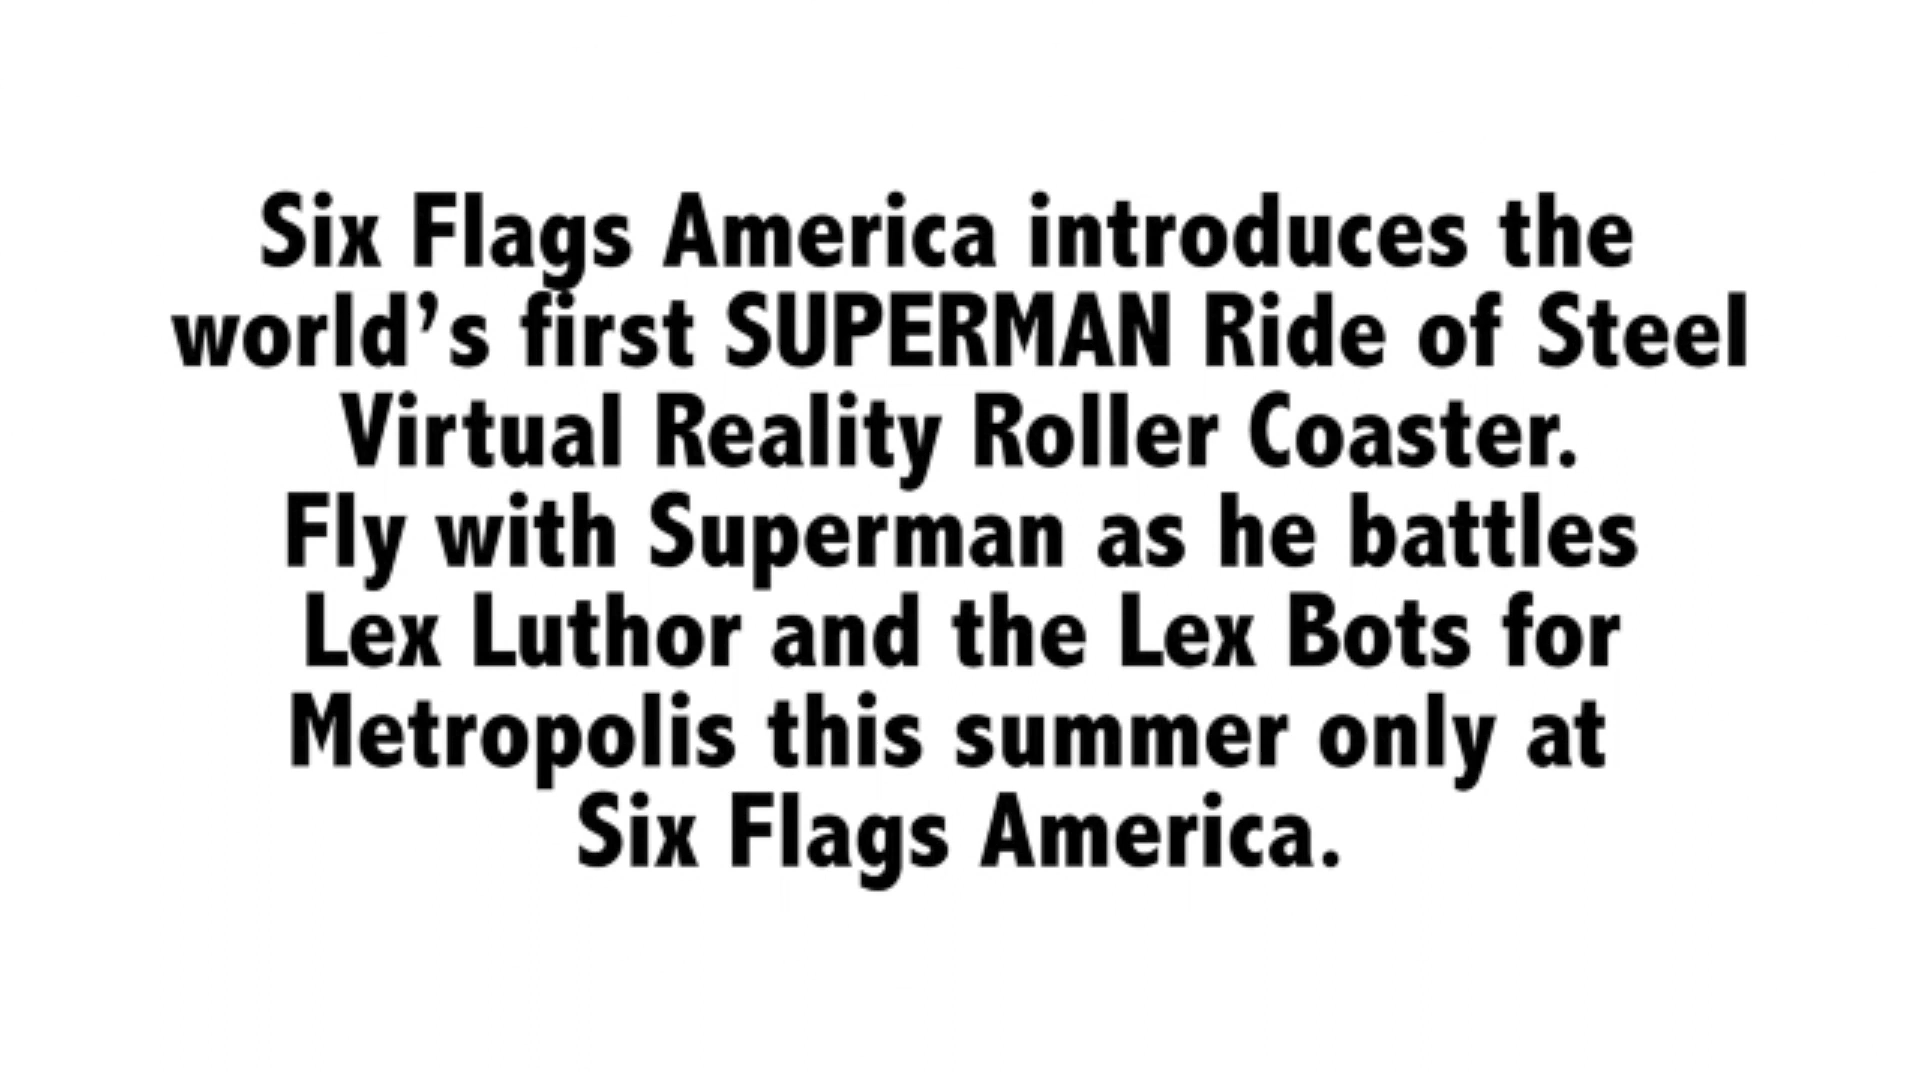 Six Flags America introduces the
world’s first SUPERMAN Ride of Steel
Virtual Reality Roller Coaster.
Fly with Superman as he battles
Lex Luthor and the Lex Bots for
Metropolis this summer only at
Six Flags America.